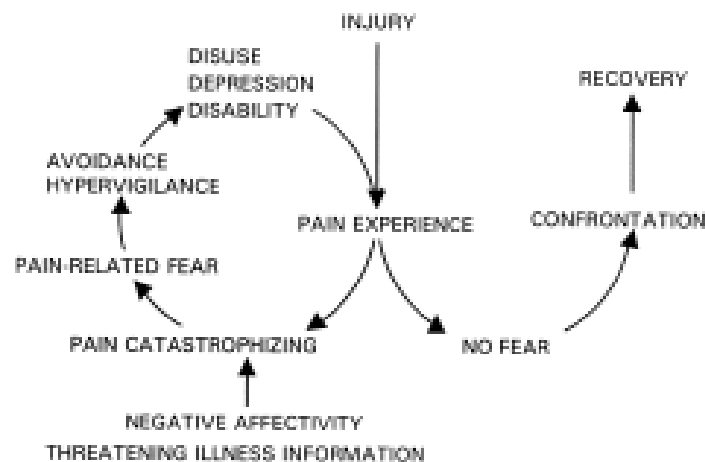 INJURY
DISUSE
DEPRESSION
DISABILITY
RECOVERY
AVOIDANCE
HYPERVIGILANCE
PAIN EXPERIENCE
CONFRONTATION
PAIN-RELATED FEAR
PAIN CATASTROPHIZING
NO FEAR
NEGATIVE AFFECTIVITY
THREATENING ILLNESS INFORMATION